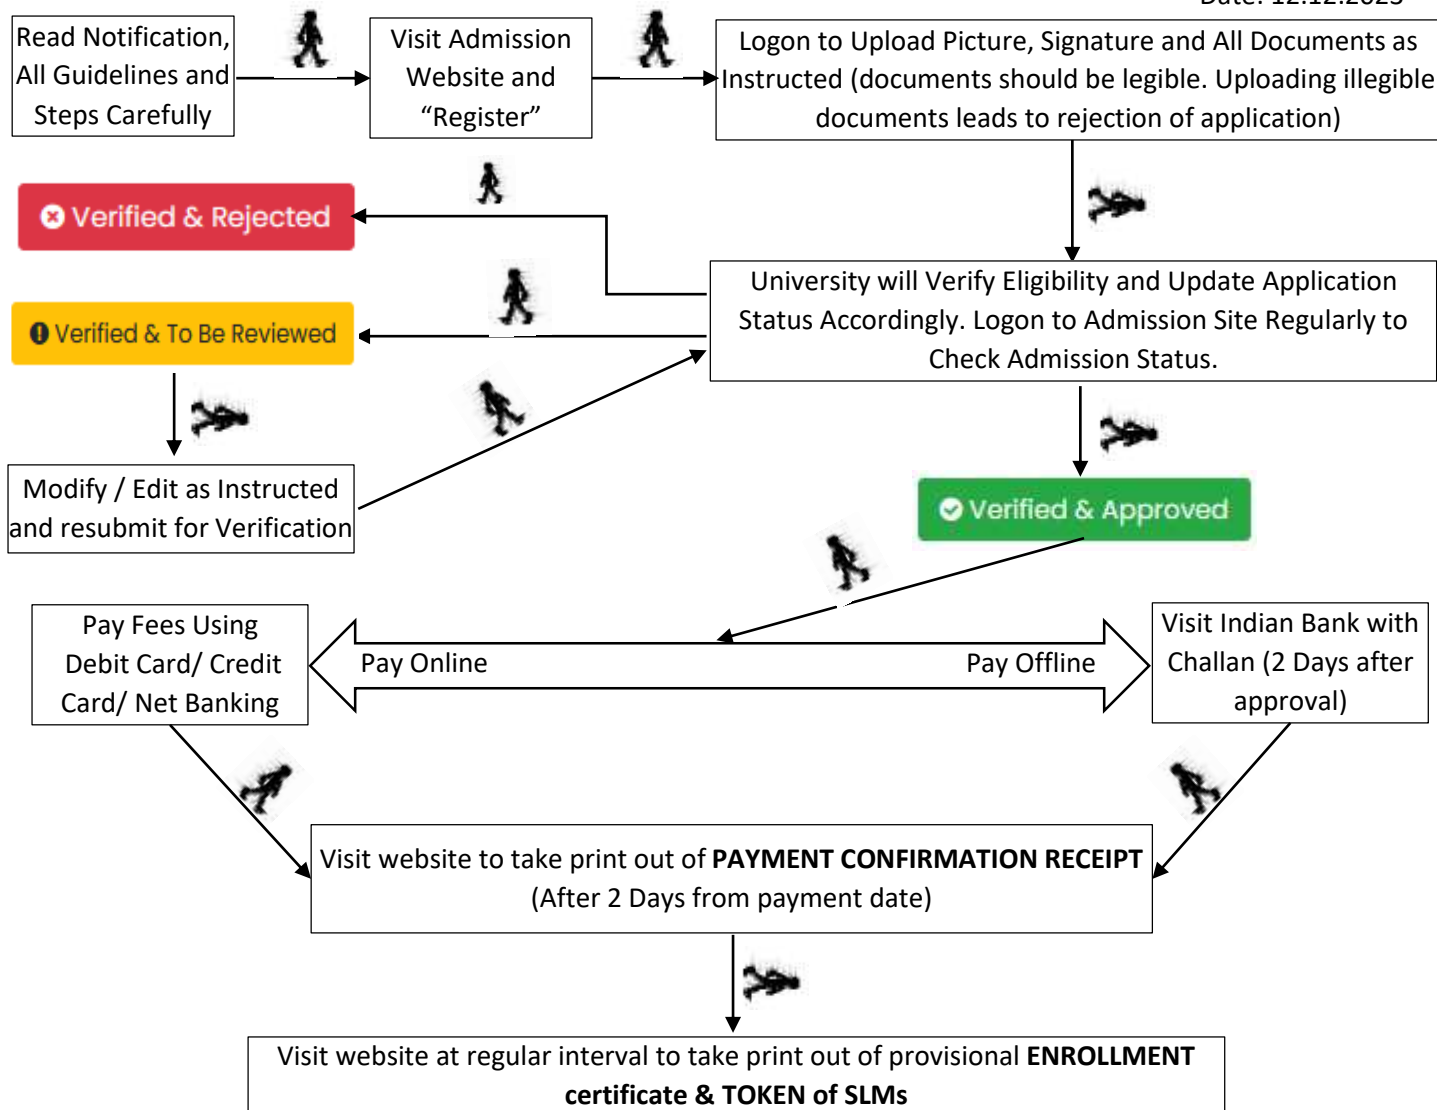 Date: 12.12.2023
Read Notification,
All Guidelines and
Steps Carefully
Visit Admission
Website and
“Register”
Logon to Upload Picture, Signature and All Documents as
Instructed (documents should be legible. Uploading illegible
documents leads to rejection of application)
Verified & Rejected
University will Verify Eligibility and Update Application
Status Accordingly. Logon to Admission Site Regularly to
Check Admission Status.
Verified & To Be Reviewed
Modify / Edit as Instructed
and resubmit for Verification
Verified & Approved
Pay Fees Using
Debit Card/ Credit
Card/ Net Banking
Pay Online
Pay Offline
Visit Indian Bank with
Challan (2 Days after
approval)
Visit website to take print out of PAYMENT CONFIRMATION RECEIPT
(After 2 Days from payment date)
Visit website at regular interval to take print out of provisional ENROLLMENT
certificate & TOKEN of SLMs